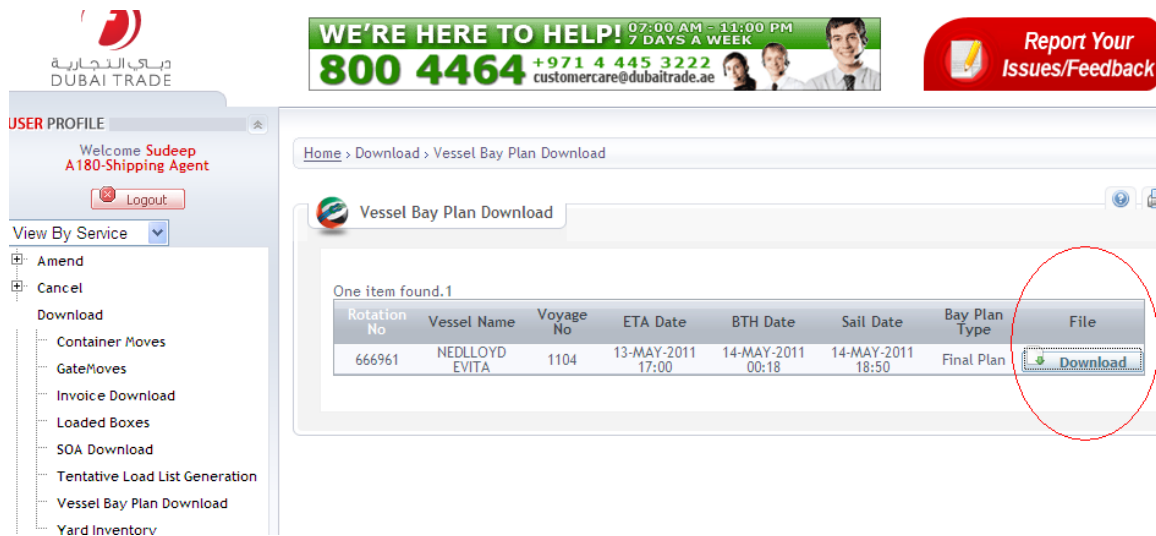 دبي التجارية
DUBAI TRADE
WE'RE HERE TO HELP! 07:00 AM - 11:00 PM
7 DAYS A WEEK
800 4464 +971 4 445 3222
customercare@dubaitrade.ae
Report Your
Issues/Feedback
USER PROFILE
Welcome Sudeep
A180-Shipping Agent
Logout
View By Service
Amend
Cancel
Download
Container Moves
GateMoves
Invoice Download
Loaded Boxes
SOA Download
Tentative Load List Generation
Vessel Bay Plan Download
Yard Inventory
Home › Download › Vessel Bay Plan Download
Vessel Bay Plan Download
One item found.1
Rotation No Vessel Name Voyage No ETA Date BTH Date Sail Date Bay Plan Type File
666961 NEDLLOYD EVITA 1104 13-MAY-2011 17:00 14-MAY-2011 00:18 14-MAY-2011 18:50 Final Plan Download